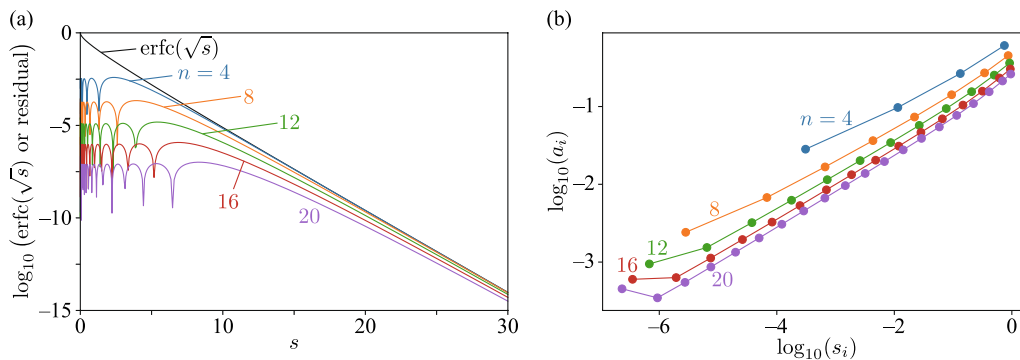 (a)
log₁₀ (erfc(√s) or residual)
0
−5
−10
−15
erfc(√s)
n = 4
8
12
16
20
0
10
20
30
s
(b)
log₁₀(aᵢ)
−1
−2
−3
n = 4
8
12
16
20
−6
−4
−2
0
log₁₀(sᵢ)